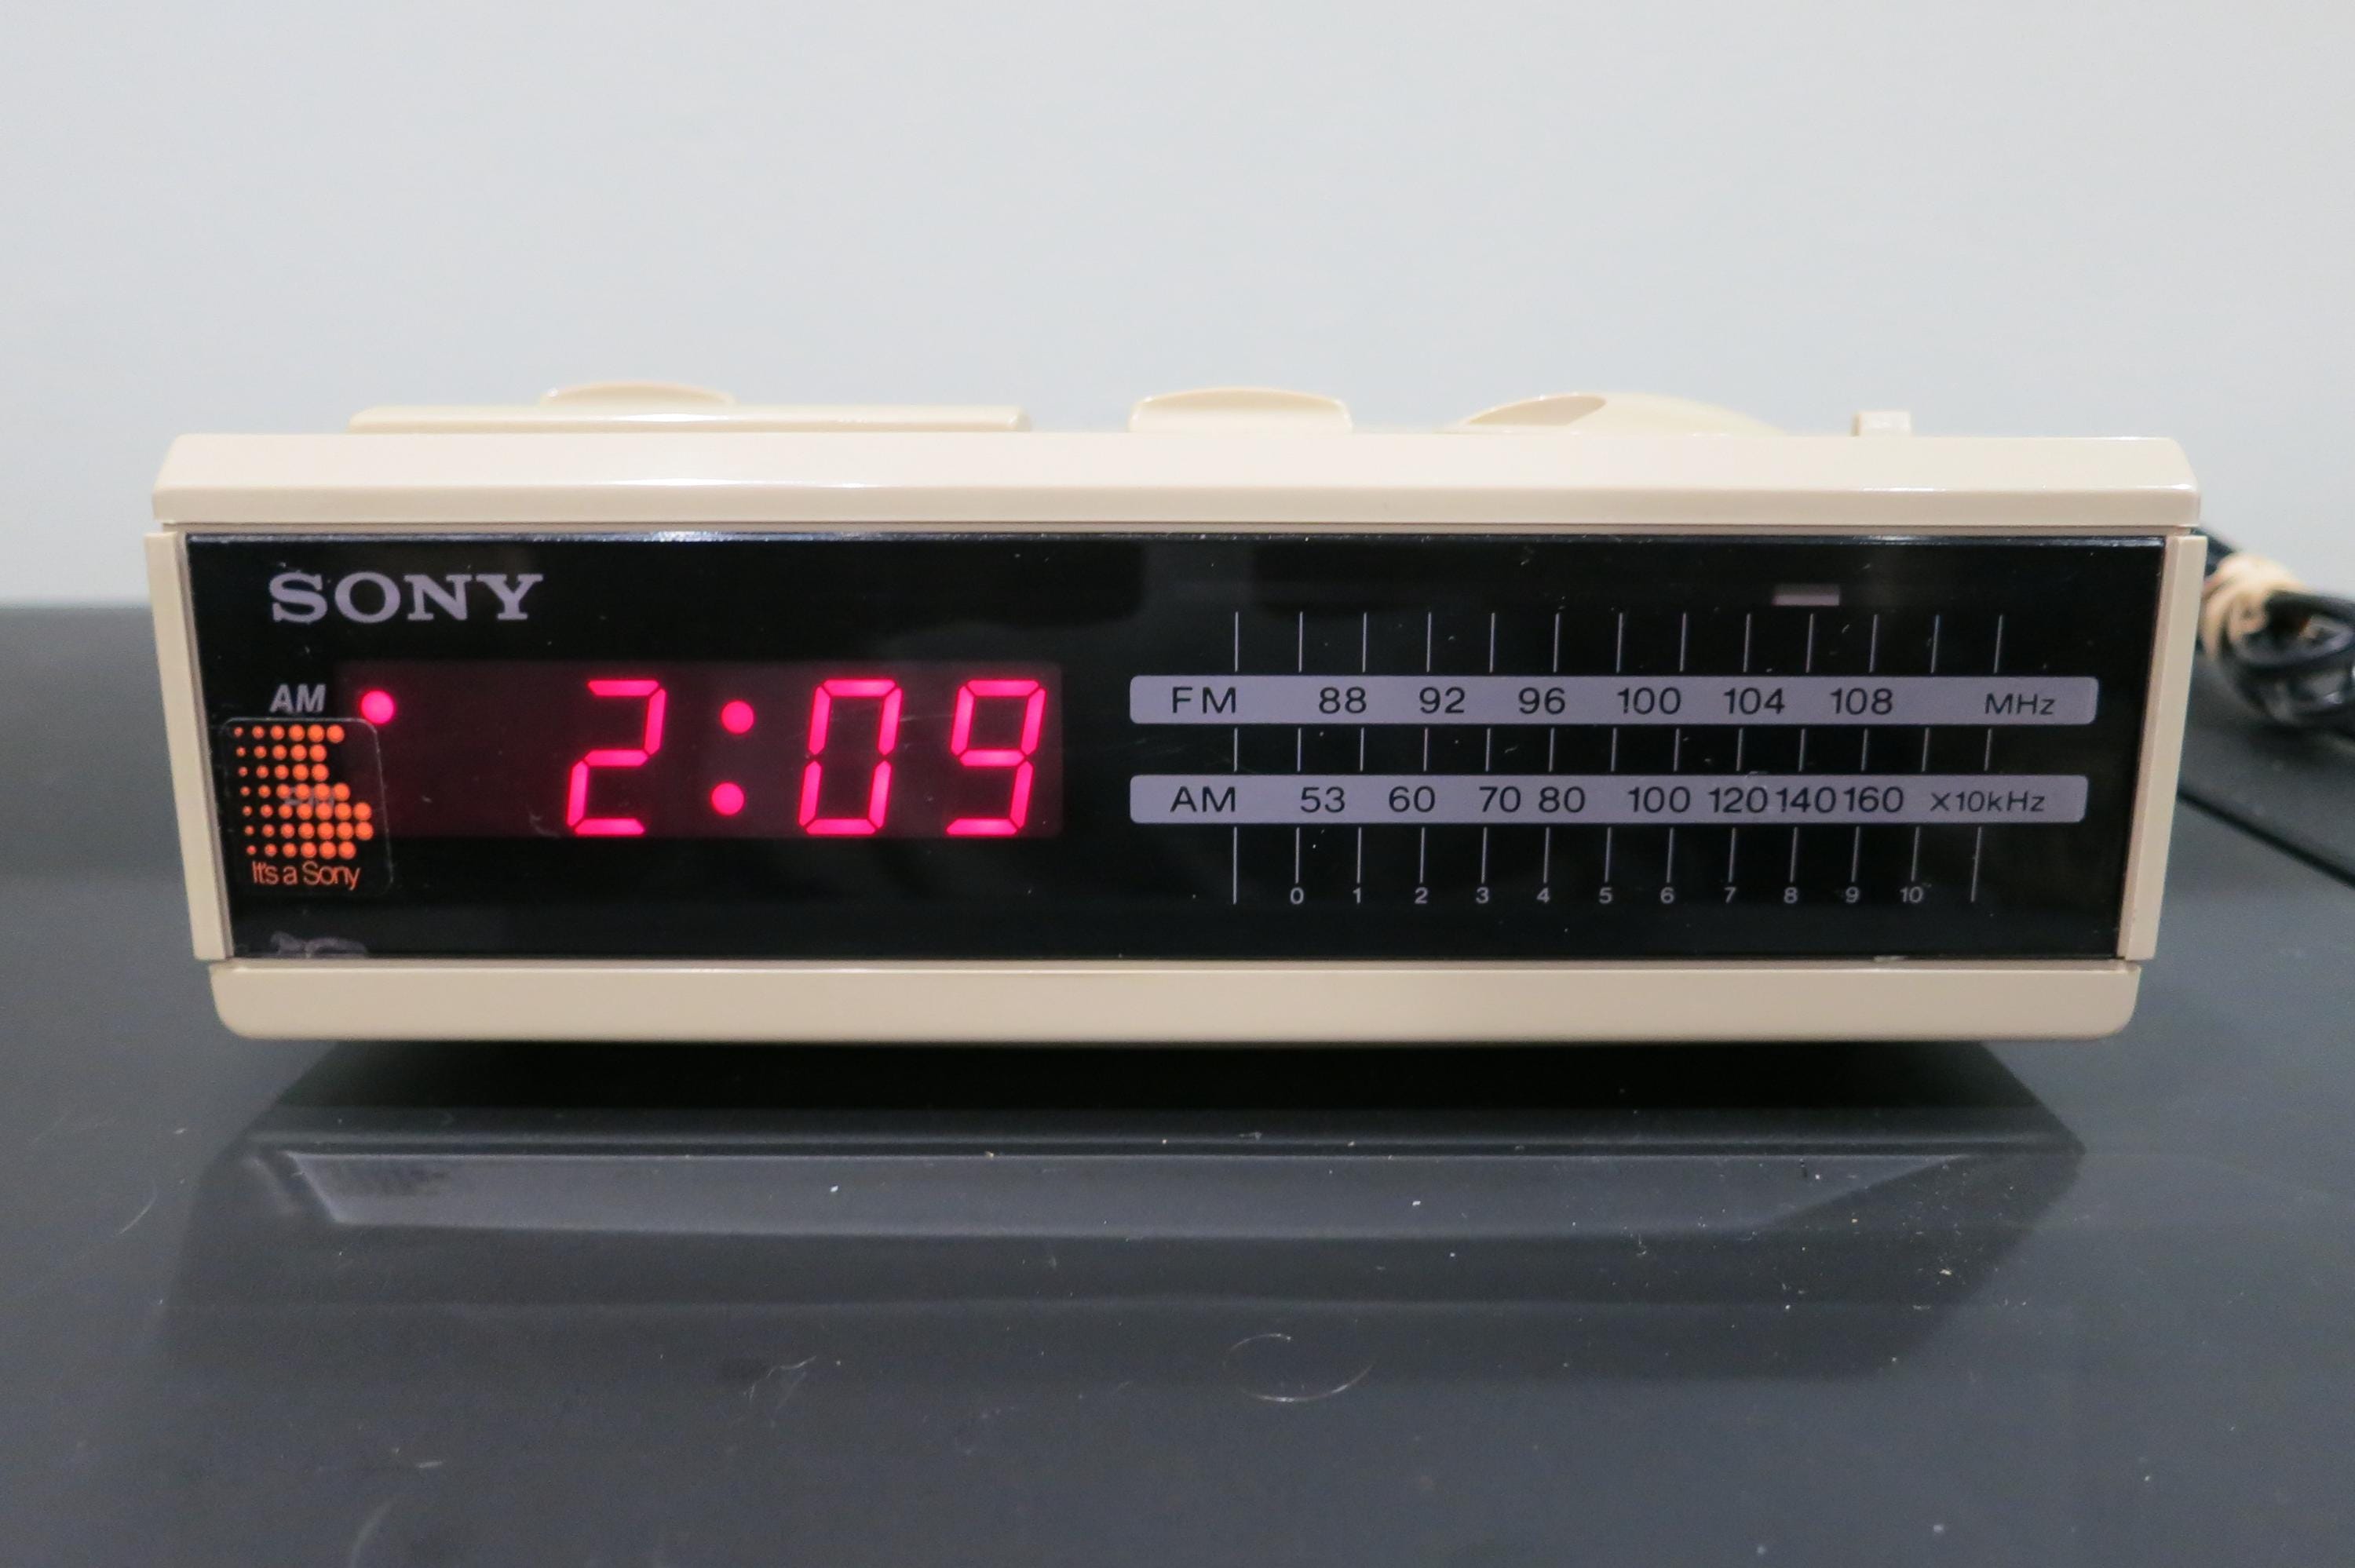 SONY
AM
2:09
It's a Sony
FM 88 92 96 100 104 108 MHz
AM 53 60 70 80 100 120 140 160 X10kHz
0 1 2 3 4 5 6 7 8 9 10